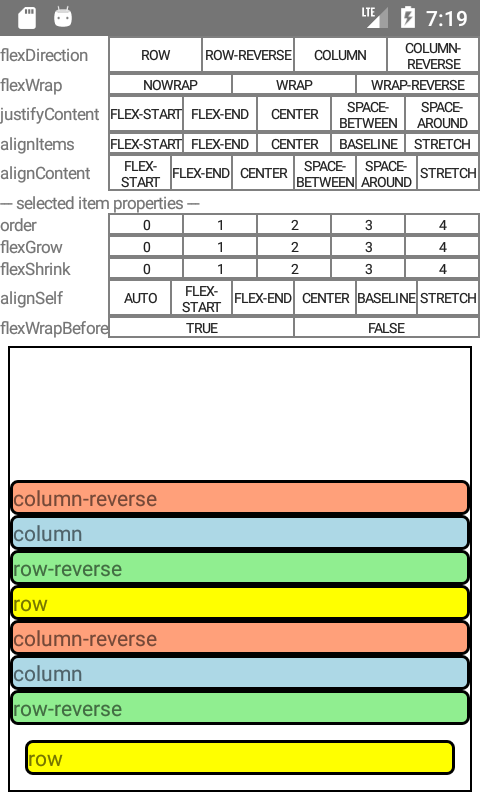 LTE 7:19
flexDirection ROW ROW-REVERSE COLUMN COLUMN-
REVERSE
flexWrap NOWRAP WRAP WRAP-REVERSE
justifyContent FLEX-START FLEX-END CENTER SPACE-
BETWEEN SPACE-
AROUND
alignItems FLEX-START FLEX-END CENTER BASELINE STRETCH
alignContent FLEX-
START FLEX-END CENTER SPACE-
BETWEEN SPACE-
AROUND STRETCH
--- selected item properties ---
order 0 1 2 3 4
flexGrow 0 1 2 3 4
flexShrink 0 1 2 3 4
alignSelf AUTO FLEX-
START FLEX-END CENTER BASELINE STRETCH
flexWrapBefore TRUE FALSE
column-reverse
column
row-reverse
row
column-reverse
column
row-reverse
row